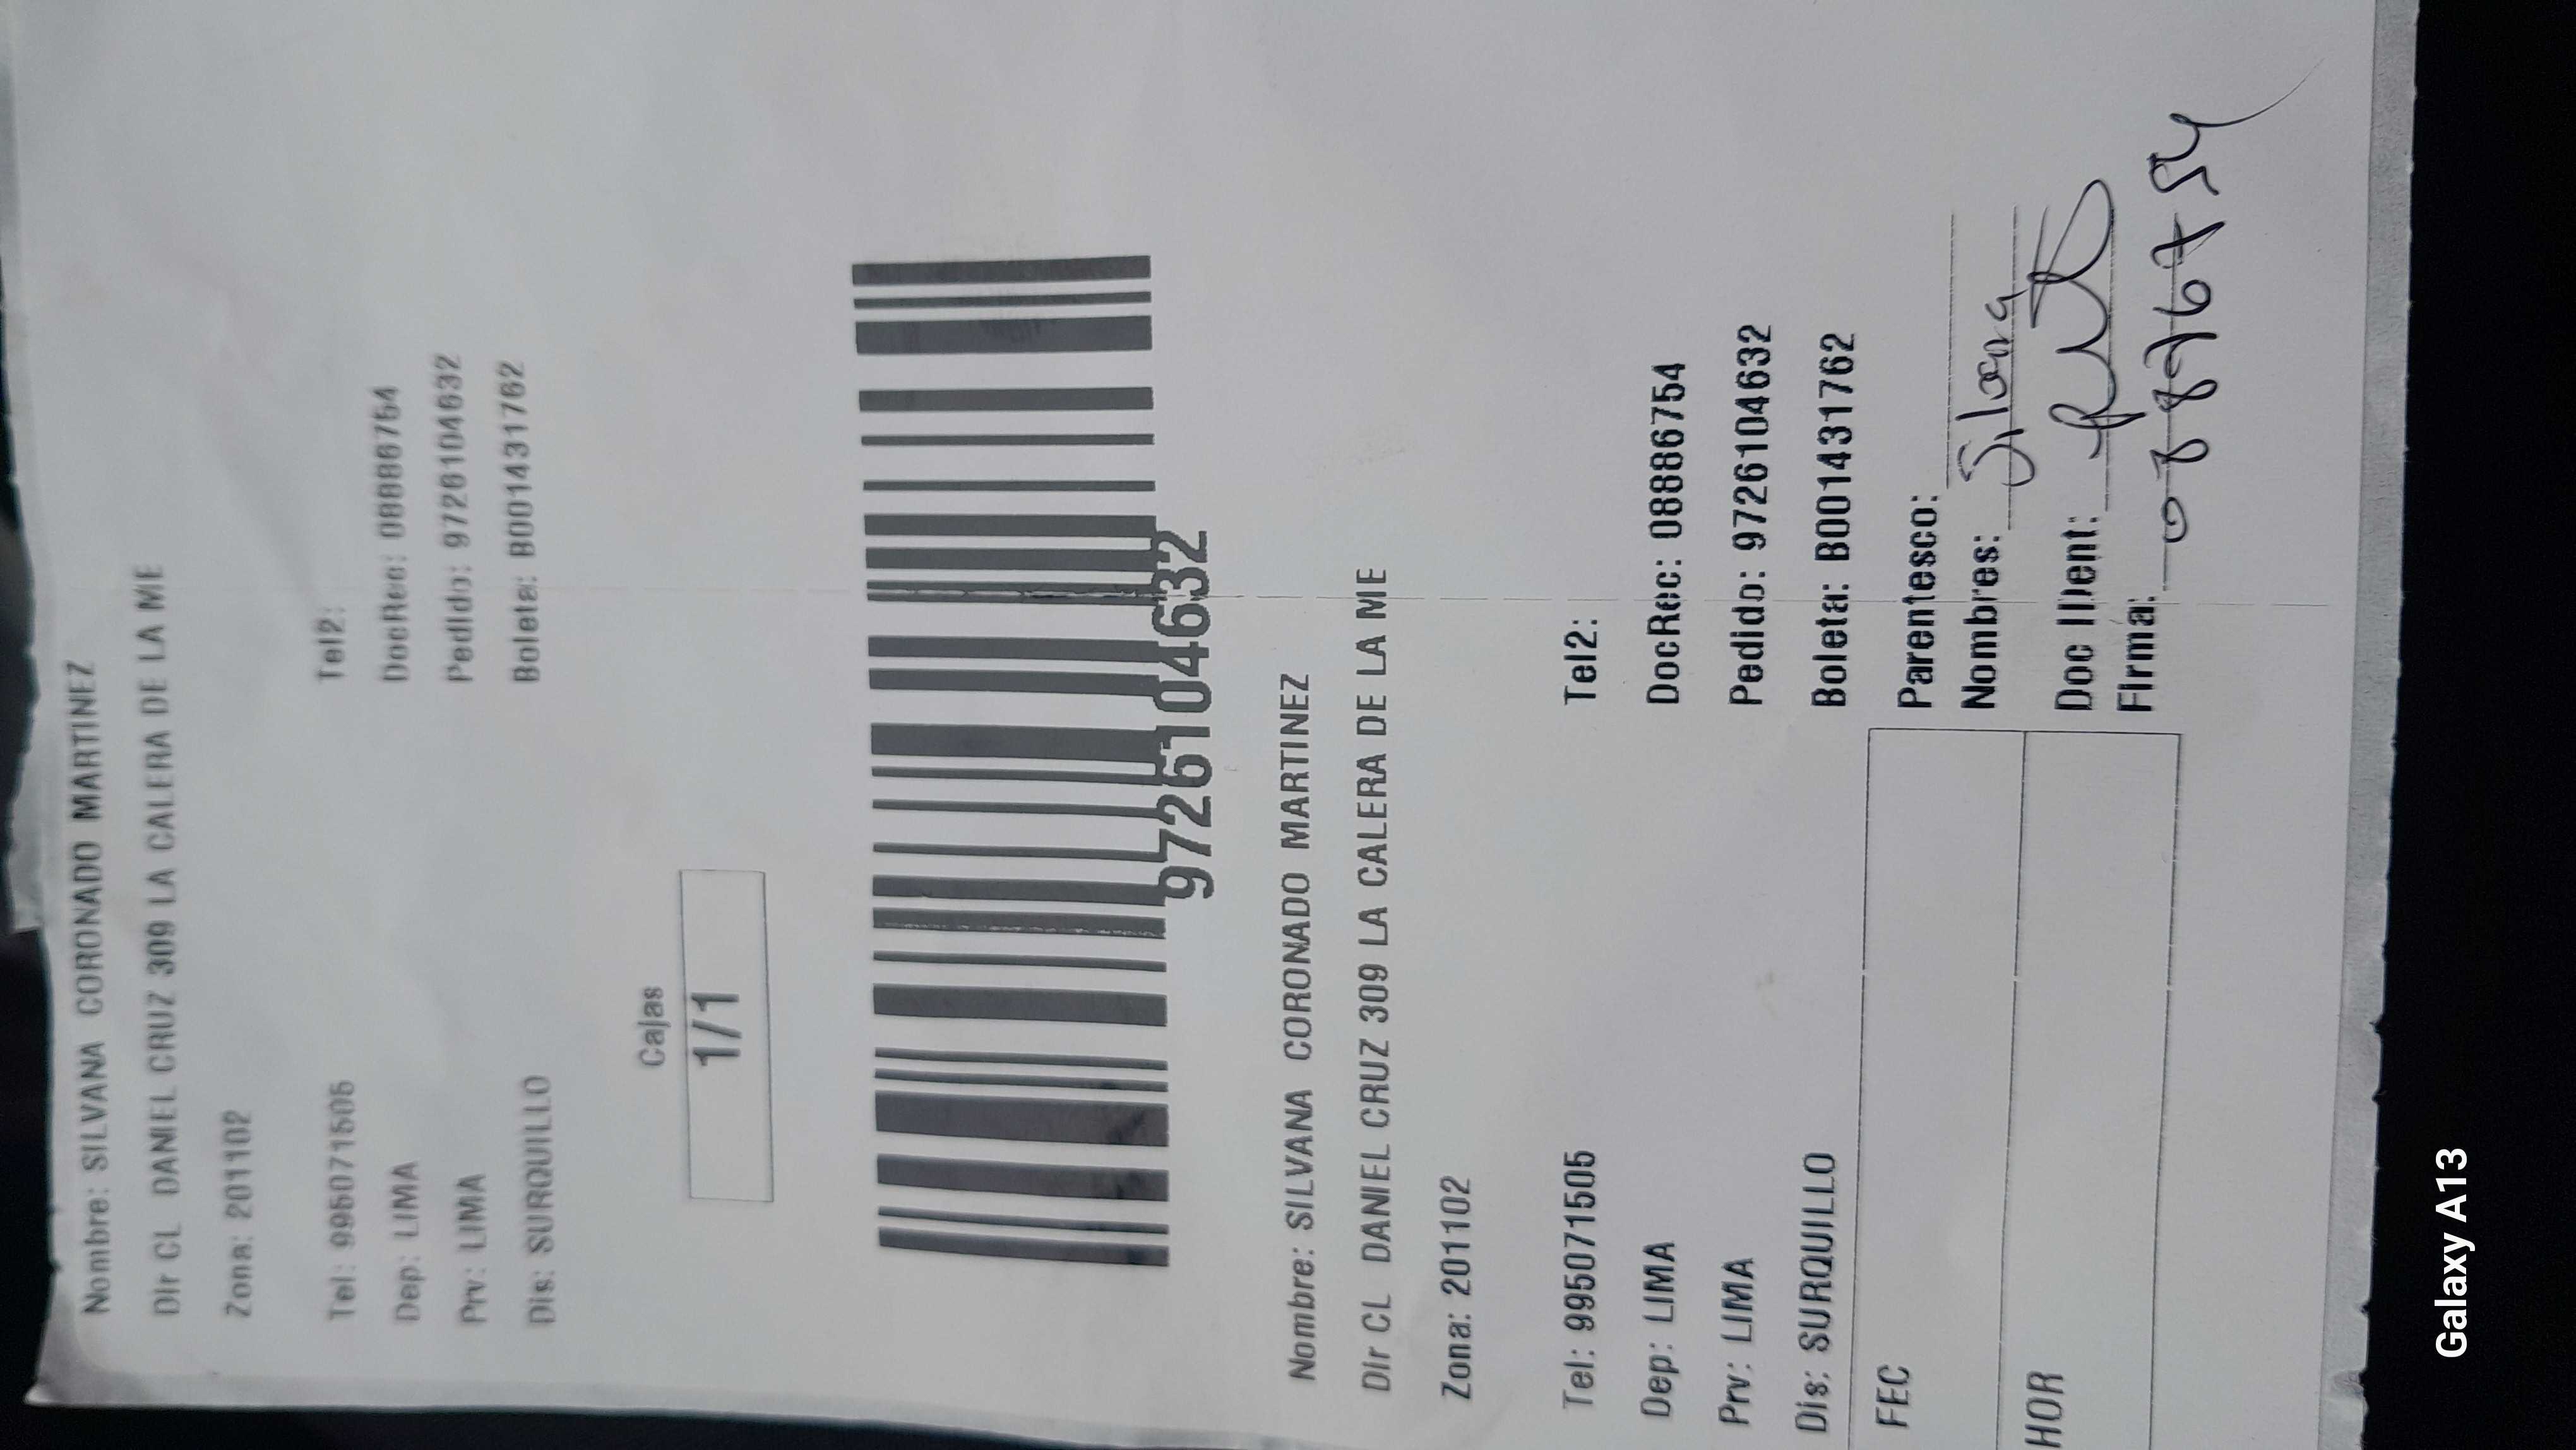 Nombre: SILVANA CORONADO MARTINEZ
Dir CL DANIEL CRUZ 309 LA CALERA DE LA ME
Zona: 201102
Tel: 995071505 Tel2:
Dep: LIMA DocRec: 08886754
Prv: LIMA Pedido: 97261046​32
Dis: SURQUILLO Boleta: B001431762
Cajas
1/1
9726104632
Nombre: SILVANA CORONADO MARTINEZ
Dir CL DANIEL CRUZ 309 LA CALERA DE LA ME
Zona: 201102
Tel: 995071505 Tel2:
Dep: LIMA DocRec: 08886754
Prv: LIMA Pedido: 9726104632
Dis: SURQUILLO Boleta: B001431762
FEC Parentesco:
Nombres: Silvana
HOR Doc IDent:
Firma:
Galaxy A13